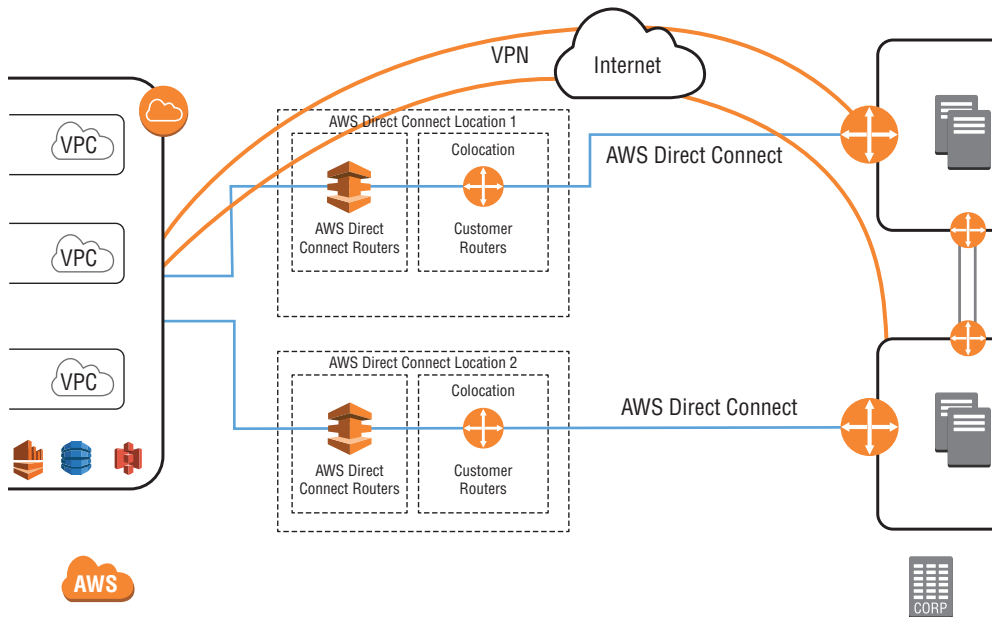 VPN
Internet
AWS Direct Connect Location 1
VPC
Colocation
AWS Direct Connect
AWS Direct
Connect Routers
Customer
Routers
VPC
AWS Direct Connect Location 2
VPC
Colocation
AWS Direct Connect
AWS Direct
Connect Routers
Customer
Routers
AWS
CORP